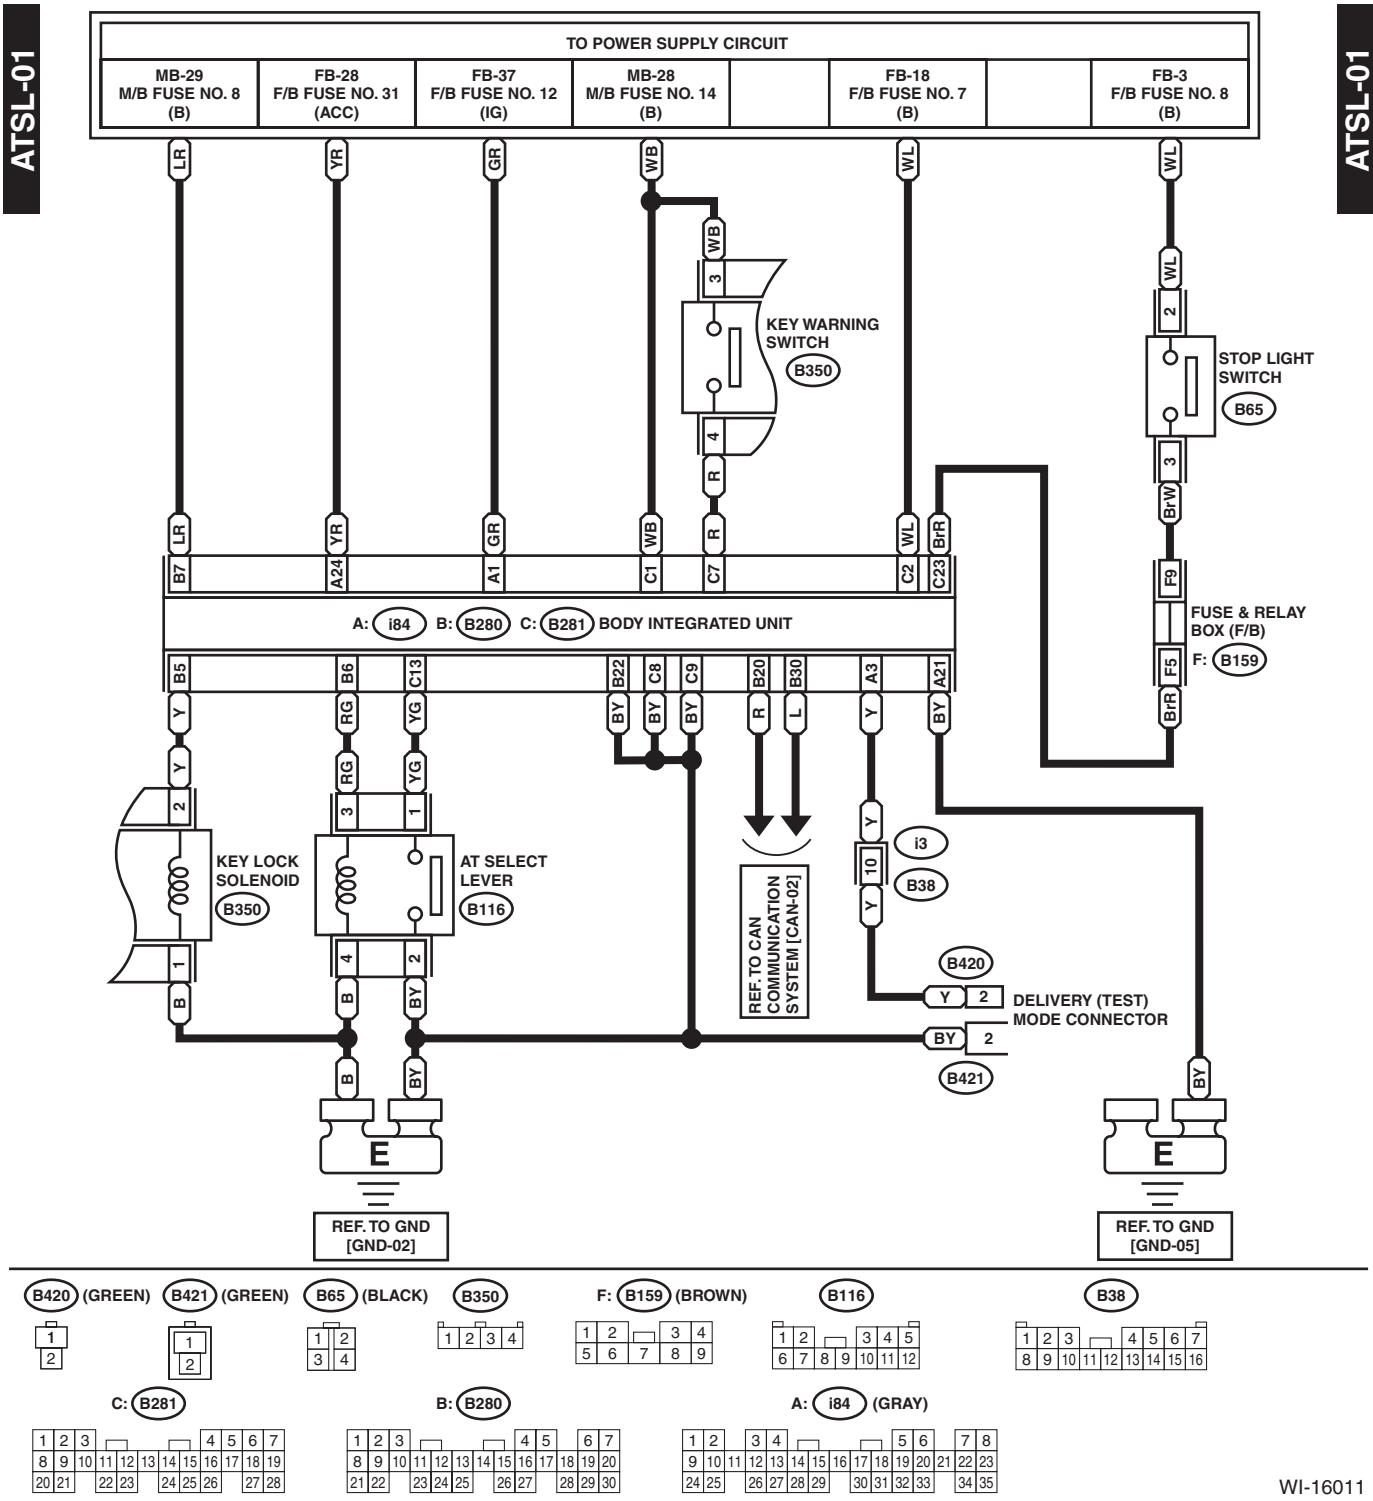 ATSL-01
ATSL-01
TO POWER SUPPLY CIRCUIT
MB-29
M/B FUSE NO. 8
(B)
FB-28
F/B FUSE NO. 31
(ACC)
FB-37
F/B FUSE NO. 12
(IG)
MB-28
M/B FUSE NO. 14
(B)
FB-18
F/B FUSE NO. 7
(B)
FB-3
F/B FUSE NO. 8
(B)
LR
YR
GR
WB
WL
WL
WB
WL
3
2
KEY WARNING
SWITCH
B350
STOP LIGHT
SWITCH
B65
4
3
R
BrW
LR
YR
GR
WB
R
WL
BrR
B7
A24
A1
C1
C7
C2
C23
F9
A: i84 B: B280 C: B281 BODY INTEGRATED UNIT
FUSE & RELAY
BOX (F/B)
F: B159
F5
BrR
B5
B6
C13
B22
C8
C9
B20
B30
A3
A21
Y
RG
YG
BY
BY
BY
R
L
Y
BY
Y
RG
YG
2
3
1
Y
10
Y
i3
B38
KEY LOCK
SOLENOID
B350
AT SELECT
LEVER
B116
REF. TO CAN
COMMUNICATION
SYSTEM [CAN-02]
1
4
2
B
B
BY
B420
Y 2
DELIVERY (TEST)
MODE CONNECTOR
BY 2
B421
B
BY
BY
E
E
REF. TO GND
[GND-02]
REF. TO GND
[GND-05]
B420 (GREEN)
B421 (GREEN)
B65 (BLACK)
B350
F: B159 (BROWN)
B116
B38
1
2
1
2
1 2
3 4
1 2 3 4
1 2 3 4
5 6 7 8 9
1 2 3 4 5
6 7 8 9 10 11 12
1 2 3 4 5 6 7
8 9 10 11 12 13 14 15 16
C: B281
B: B280
A: i84 (GRAY)
1 2 3 4 5 6 7
8 9 10 11 12 13 14 15 16 17 18 19
20 21 22 23 24 25 26 27 28
1 2 3 4 5 6 7
8 9 10 11 12 13 14 15 16 17 18 19 20
21 22 23 24 25 26 27 28 29 30
1 2 3 4 5 6 7 8
9 10 11 12 13 14 15 16 17 18 19 20 21 22 23
24 25 26 27 28 29 30 31 32 33 34 35
WI-16011